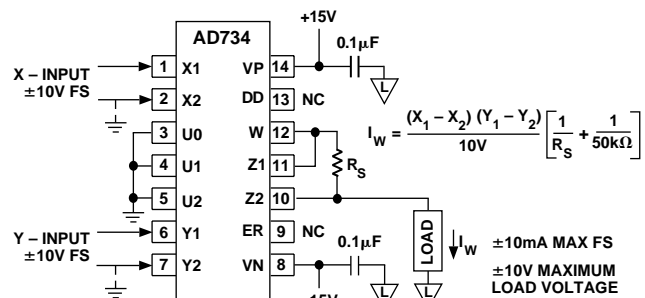 +15V
AD734
0.1μF
X – INPUT
±10V FS
1 X1
VP 14
L
2 X2
DD 13 NC
3 U0
W 12
I_W = (X_1 – X_2) (Y_1 – Y_2) / 10V [1/R_S + 1/50kΩ]
4 U1
Z1 11
R_S
5 U2
Z2 10
Y – INPUT
±10V FS
6 Y1
ER 9 NC
LOAD
I_W
±10mA MAX FS
7 Y2
VN 8
0.1μF
±10V MAXIMUM
LOAD VOLTAGE
L
L